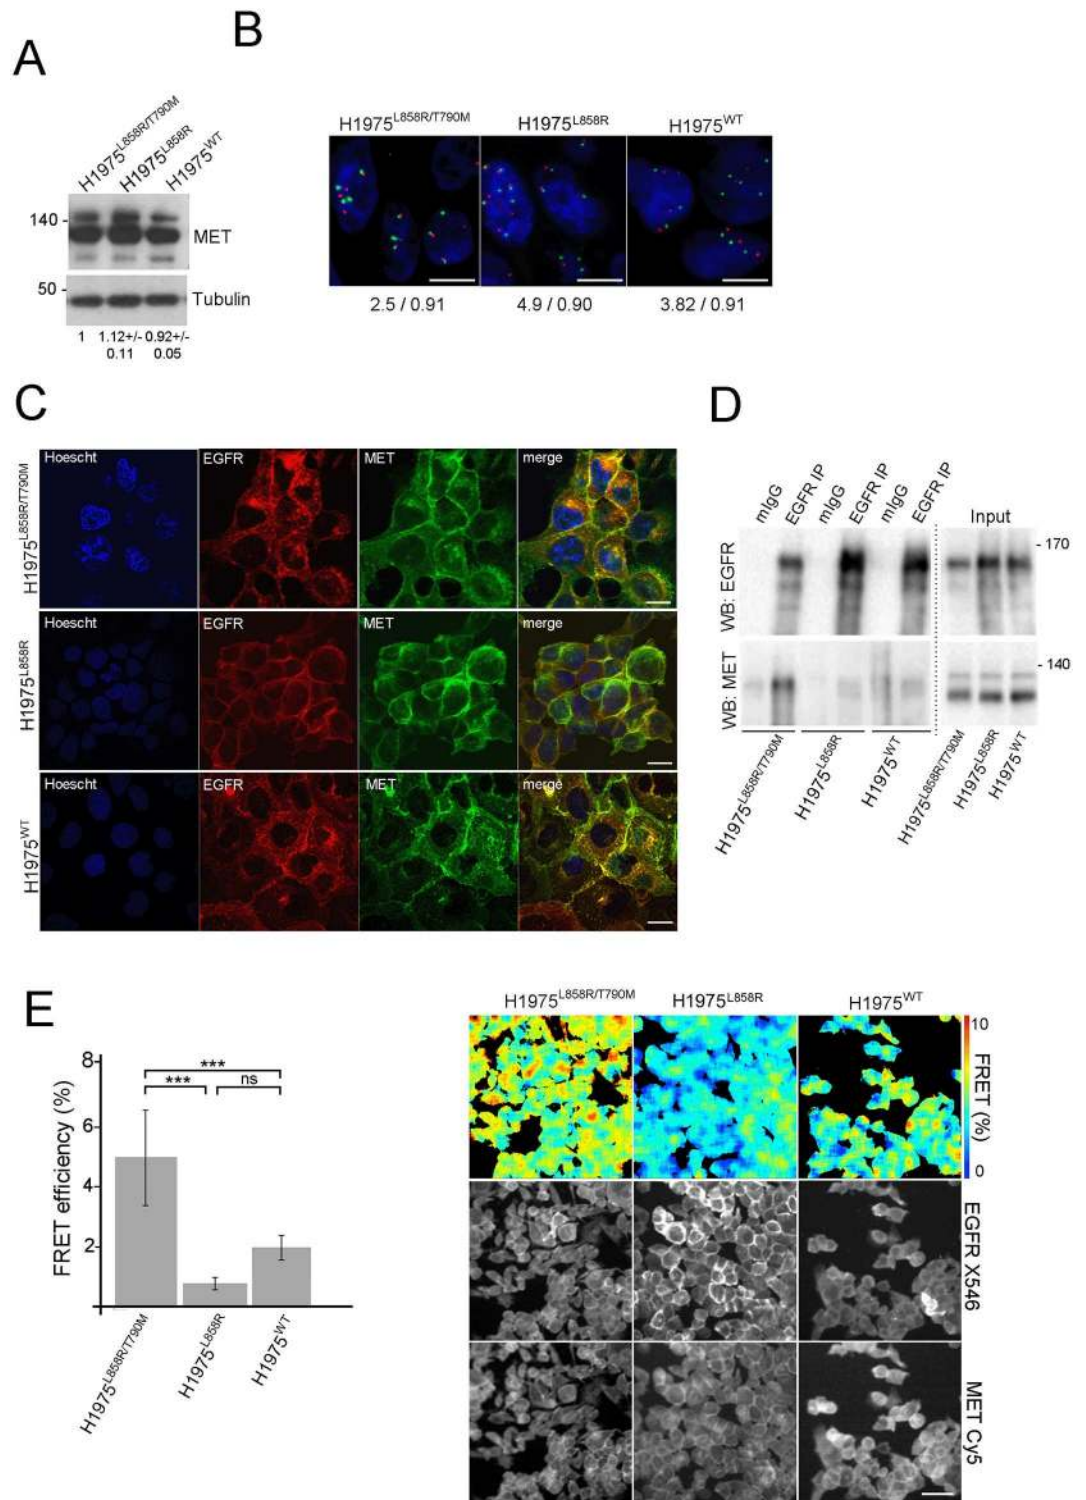 A
H1975L858R/T790M
H1975L858R
H1975WT
140 -
MET
50 -
Tubulin
1 1.12+/- 0.92+/-
0.11 0.05
B
H1975L858R/T790M H1975L858R H1975WT
2.5 / 0.91 4.9 / 0.90 3.82 / 0.91
C
H1975L858R/T790M
Hoescht EGFR MET merge
H1975L858R
Hoescht EGFR MET merge
H1975WT
Hoescht EGFR MET merge
D
mIgG EGFR IP mIgG EGFR IP mIgG EGFR IP Input
WB: EGFR
- 170
WB: MET
- 140
H1975L858R/T790M H1975L858R H1975WT H1975L858R/T790M H1975L858R H1975WT
E
FRET efficiency (%)
8
6
4
2
***
*** ns
H1975L858R/T790M H1975L858R H1975WT
H1975L858R/T790M H1975L858R H1975WT
10
FRET (%)
0
EGFR X546
MET Cy5